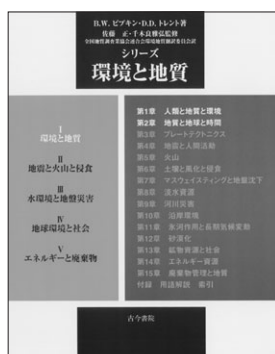 B.W. ピプキン・D.D. トレント著
佐藤 正・千木良雅弘監修
全国地質調査業協会連合会環境地質翻訳委員会訳
シリーズ
環境と地質
I
環境と地質
II
地震と火山と侵食
III
水環境と地盤災害
IV
地球環境と社会
V
エネルギーと廃棄物
第1章 人類と地質と環境
第2章 地質と地球と時間
第3章 プレートテクトニクス
第4章 地震と人間活動
第5章 火山
第6章 土壌と風化と侵食
第7章 マスウェイスティングと地盤沈下
第8章 淡水資源
第9章 河川災害
第10章 沿岸環境
第11章 氷河作用と長期気候変動
第12章 砂漠化
第13章 鉱物資源と社会
第14章 エネルギー資源
第15章 廃棄物管理と地質
付録 用語解説 索引
古今書院